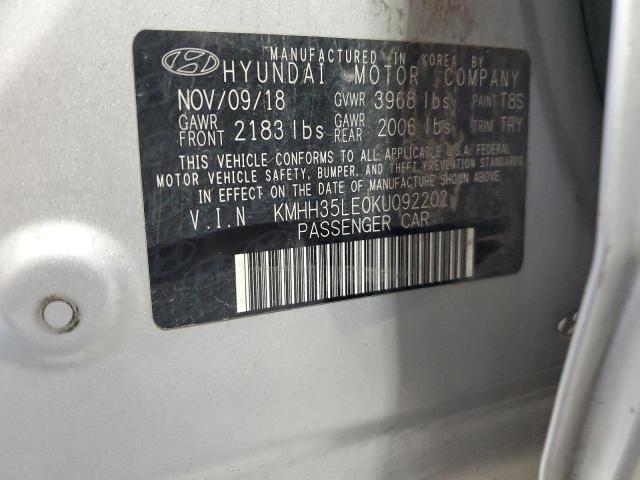 MANUFACTURED IN KOREA BY
HYUNDAI MOTOR COMPANY
NOV/09/18 GVWR 3968 lbs PAINT T8S
GAWR FRONT 2183 lbs GAWR REAR 2006 lbs TRIM TRY
THIS VEHICLE CONFORMS TO ALL APPLICABLE U.S.A. FEDERAL
MOTOR VEHICLE SAFETY, BUMPER, AND THEFT PREVENTION STANDARDS
IN EFFECT ON THE DATE OF MANUFACTURE SHOWN ABOVE
V.I.N. KMHH35LE0KU092202
PASSENGER CAR